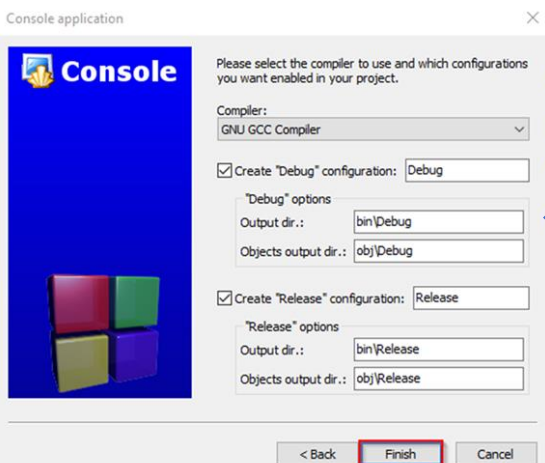 Console application
Console
Please select the compiler to use and which configurations
you want enabled in your project.
Compiler:
GNU GCC Compiler
Create "Debug" configuration: Debug
"Debug" options
Output dir.: bin\Debug
Objects output dir.: obj\Debug
Create "Release" configuration: Release
"Release" options
Output dir.: bin\Release
Objects output dir.: obj\Release
< Back Finish Cancel